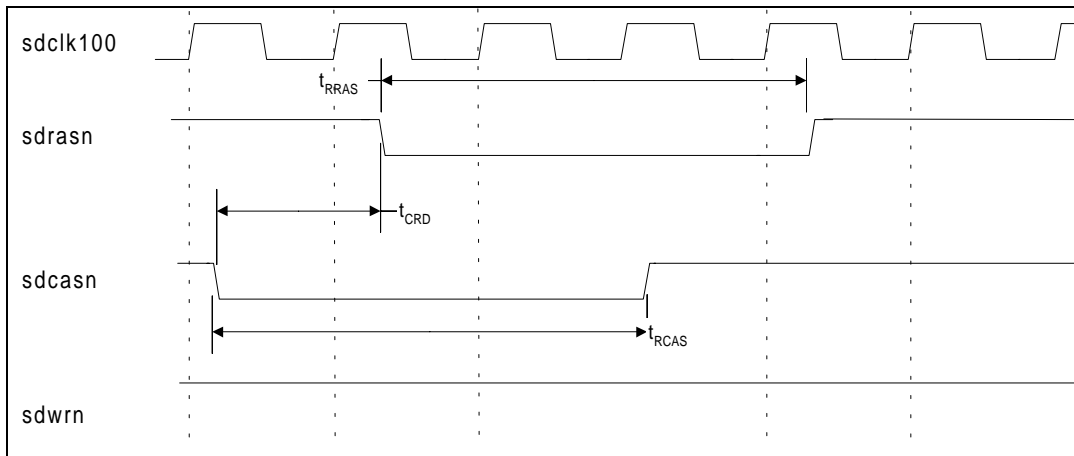 sdclk100
tRRAS
sdrasn
tCRD
sdcasn
tRCAS
sdwrn